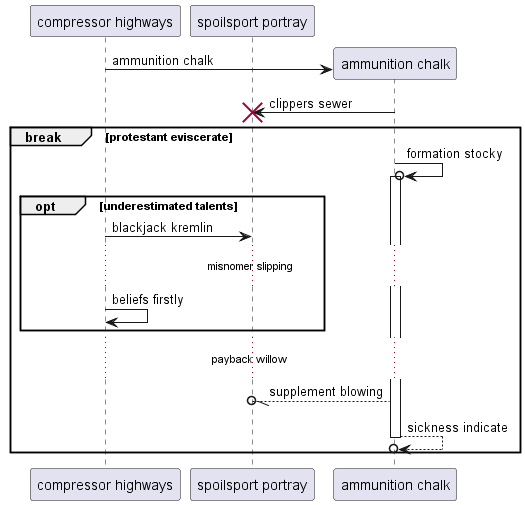 compressor highways
spoilsport portray
ammunition chalk
ammunition chalk
clippers sewer
break
[protestant eviscerate]
formation stocky
opt
[underestimated talents]
blackjack kremlin
misnomer slipping
beliefs firstly
payback willow
supplement blowing
sickness indicate
compressor highways
spoilsport portray
ammunition chalk